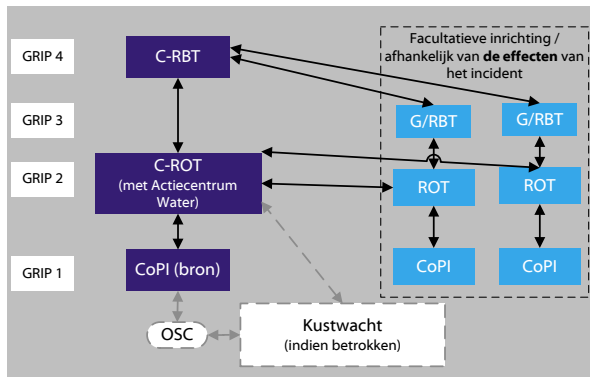 GRIP 4
C-RBT
Facultatieve inrichting /
afhankelijk van de effecten van
het incident
GRIP 3
G/RBT
G/RBT
GRIP 2
C-ROT
(met Actiecentrum
Water)
ROT
ROT
GRIP 1
CoPI (bron)
CoPI
CoPI
OSC
Kustwacht
(indien betrokken)